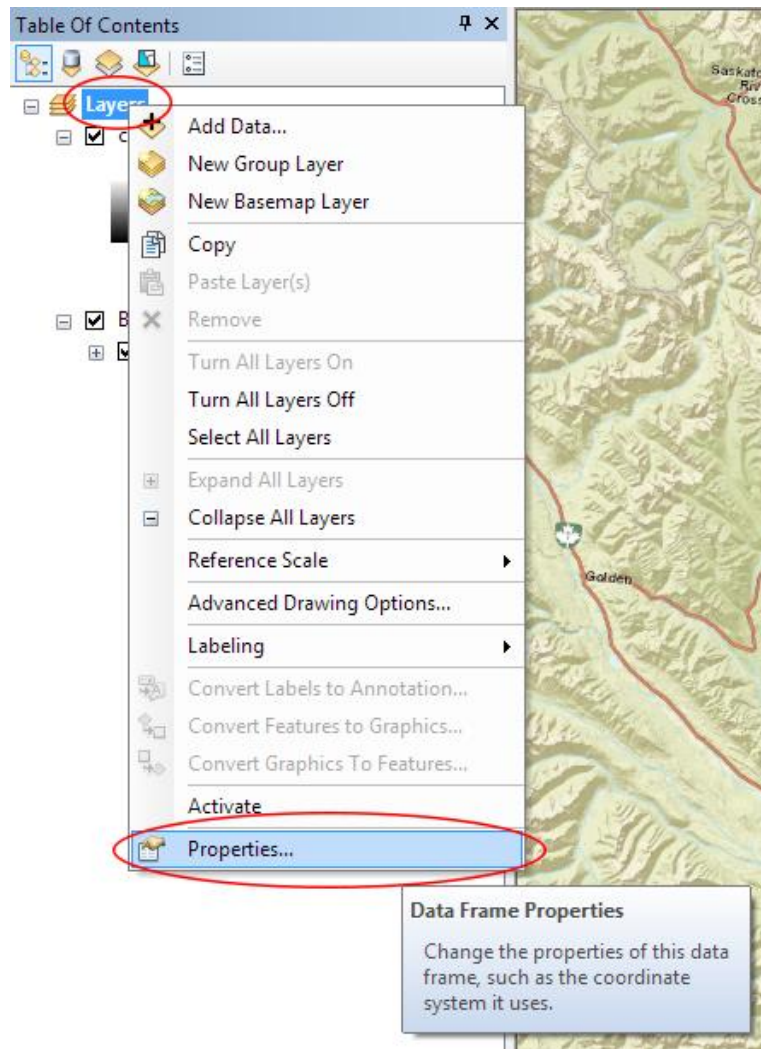 Table Of Contents
Layers
Add Data...
New Group Layer
New Basemap Layer
Copy
Paste Layer(s)
Remove
Turn All Layers On
Turn All Layers Off
Select All Layers
Expand All Layers
Collapse All Layers
Reference Scale
Advanced Drawing Options...
Labeling
Convert Labels to Annotation...
Convert Features to Graphics...
Convert Graphics To Features...
Activate
Properties...
Data Frame Properties
Change the properties of this data
frame, such as the coordinate
system it uses.
Golden